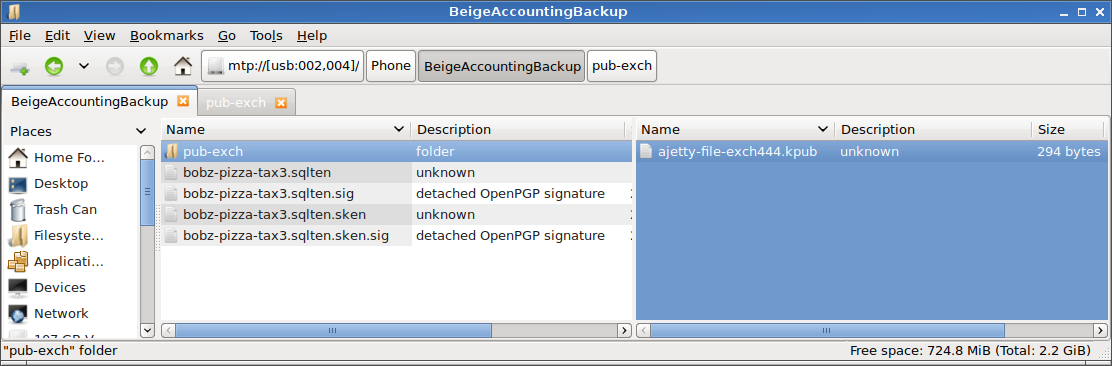 BeigeAccountingBackup
File Edit View Bookmarks Go Tools Help
mtp://[usb:002,004]/ Phone BeigeAccountingBackup pub-exch
BeigeAccountingBackup pub-exch
Places
Home Fo...
Desktop
Trash Can
Filesyste...
Applicati...
Devices
Network
Name Description
pub-exch folder
bobz-pizza-tax3.sqlten unknown
bobz-pizza-tax3.sqlten.sig detached OpenPGP signature
bobz-pizza-tax3.sqlten.sken unknown
bobz-pizza-tax3.sqlten.sken.sig detached OpenPGP signature
Name Description Size
ajetty-file-exch444.kpub unknown 294 bytes
"pub-exch" folder Free space: 724.8 MiB (Total: 2.2 GiB)